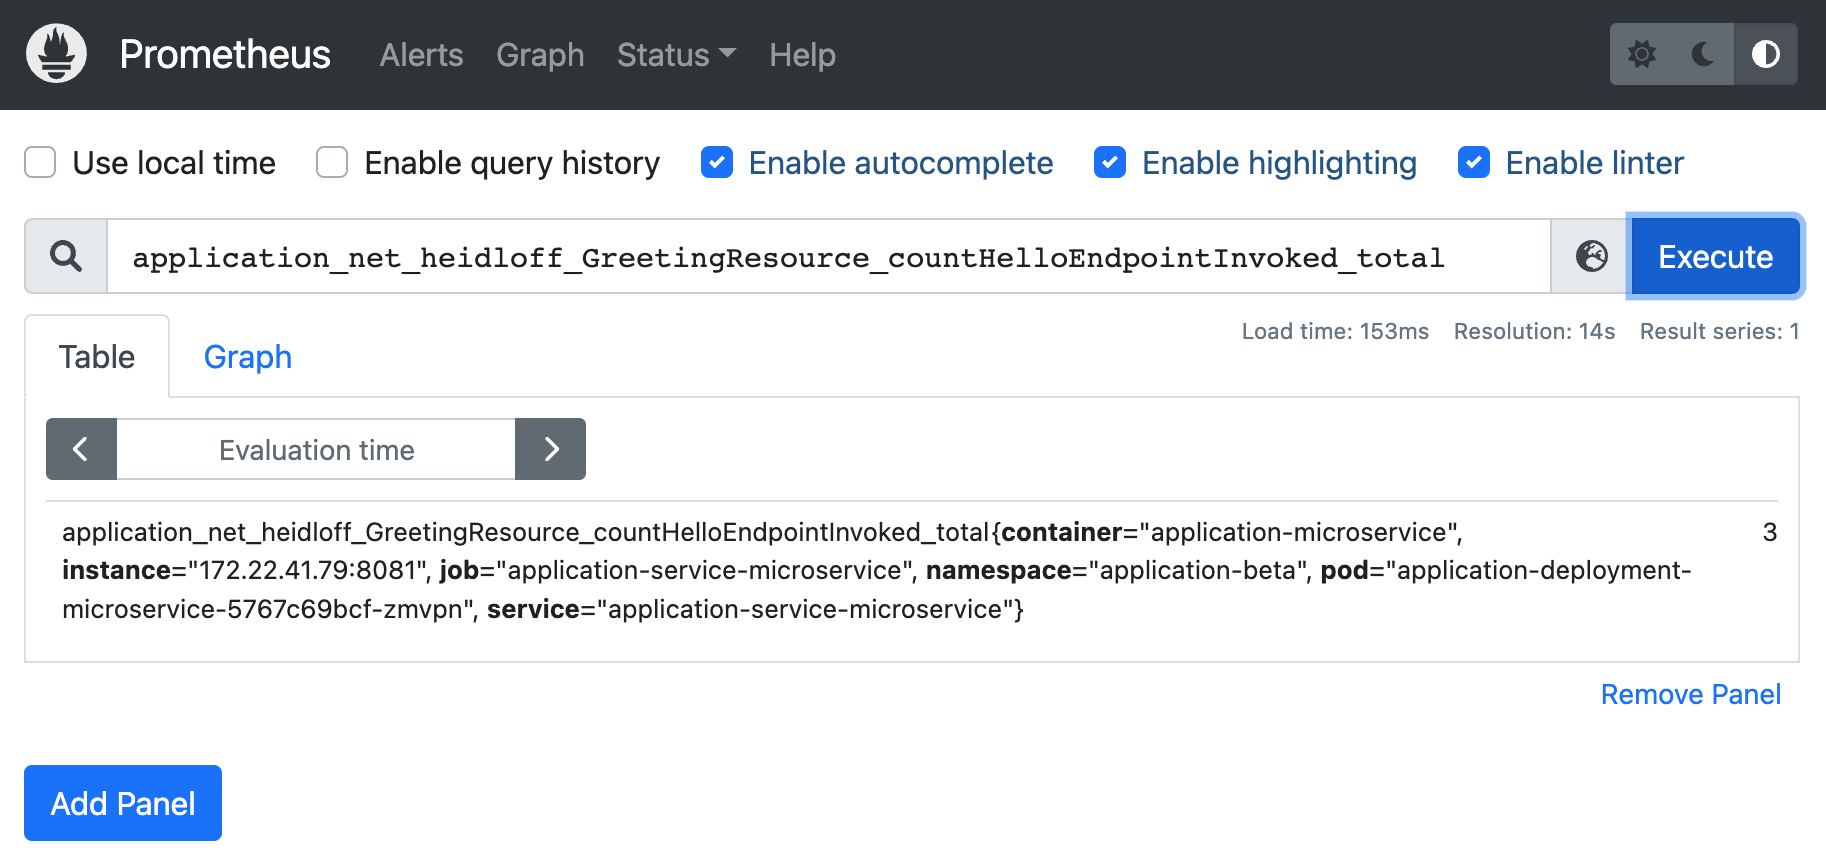 Prometheus Alerts Graph Status Help
Use local time Enable query history Enable autocomplete Enable highlighting Enable linter
application_net_heidloff_GreetingResource_countHelloEndpointInvoked_total Execute
Load time: 153ms Resolution: 14s Result series: 1
Table Graph
Evaluation time
application_net_heidloff_GreetingResource_countHelloEndpointInvoked_total{container="application-microservice", 3
instance="172.22.41.79:8081", job="application-service-microservice", namespace="application-beta", pod="application-deployment-
microservice-5767c69bcf-zmvpn", service="application-service-microservice"}
Remove Panel
Add Panel